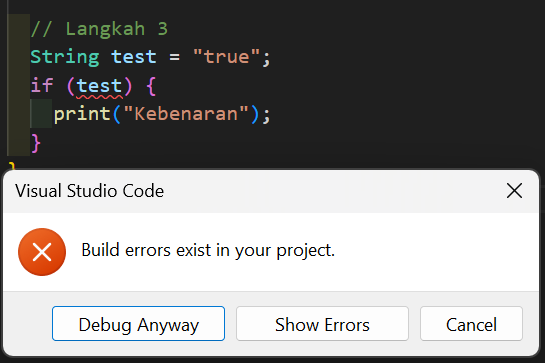 // Langkah 3
String test = "true";
if (test) {
print("Kebenaran");
}
}
Visual Studio Code
Build errors exist in your project.
Debug Anyway
Show Errors
Cancel